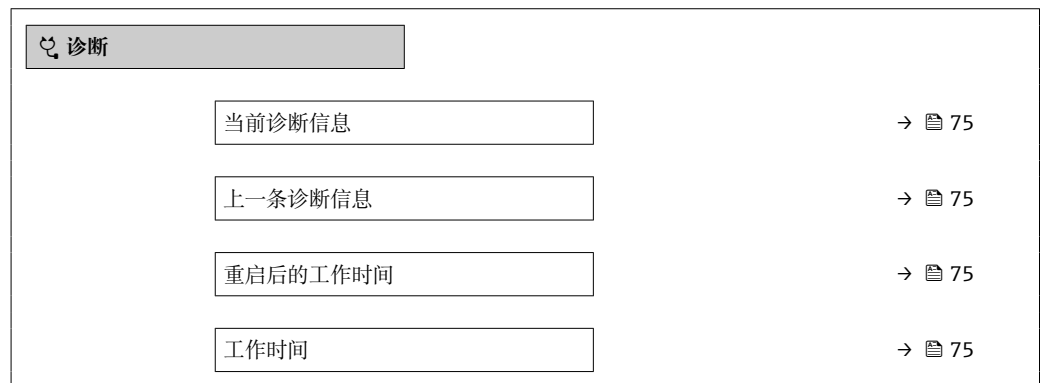 诊断
当前诊断信息 → 75
上一条诊断信息 → 75
重启后的工作时间 → 75
工作时间 → 75